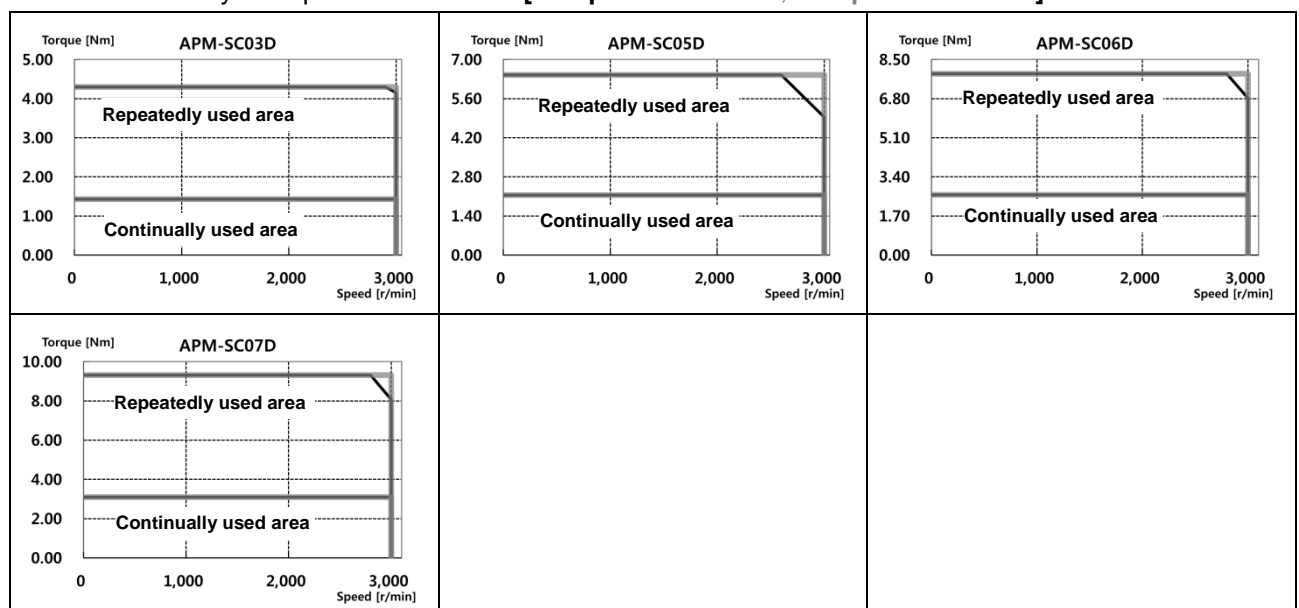 Torque [Nm] APM-SC03D
5.00
4.00
Repeatedly used area
3.00
2.00
1.00
Continually used area
0.00
0 1,000 2,000 3,000
Speed [r/min]
Torque [Nm] APM-SC05D
7.00
5.60
Repeatedly used area
4.20
2.80
1.40
Continually used area
0.00
0 1,000 2,000 3,000
Speed [r/min]
Torque [Nm] APM-SC06D
8.50
6.80
Repeatedly used area
5.10
3.40
1.70
Continually used area
0.00
0 1,000 2,000 3,000
Speed [r/min]
Torque [Nm] APM-SC07D
10.00
8.00
Repeatedly used area
6.00
4.00
2.00
Continually used area
0.00
0 1,000 2,000 3,000
Speed [r/min]